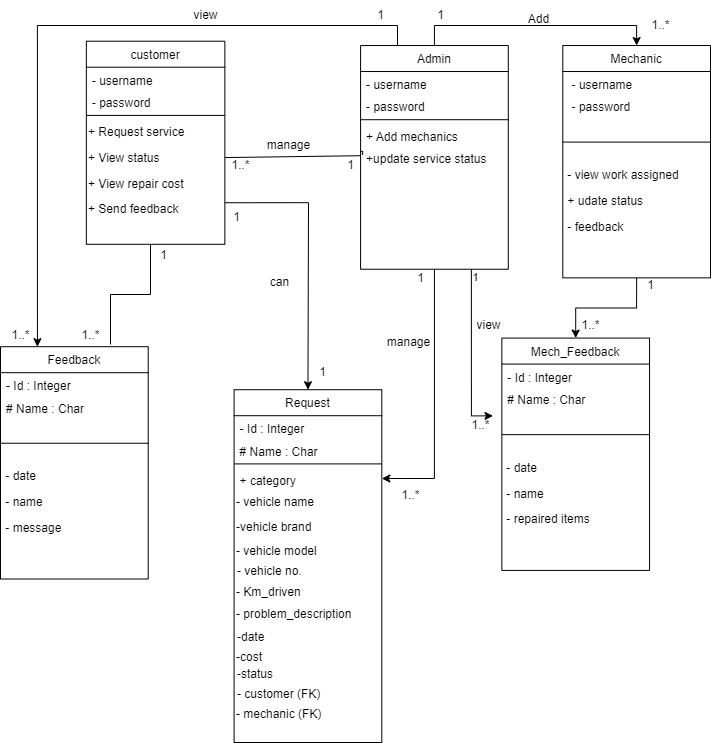 view
1
1
Add
1..*
customer
- username
- password
+ Request service
+ View status
+ View repair cost
+ Send feedback
manage
1..*
1
Admin
- username
- password
+ Add mechanics
+update service status
Mechanic
- username
- password
- view work assigned
+ udate status
- feedback
1
1
can
1
1
1
1
manage
view
1..*
1..*
1..*
1..*
1..*
Feedback
- Id : Integer
# Name : Char
- date
- name
- message
1
Request
- Id : Integer
# Name : Char
+ category
- vehicle name
-vehicle brand
- vehicle model
- vehicle no.
- Km_driven
- problem_description
-date
-cost
-status
- customer (FK)
- mechanic (FK)
Mech_Feedback
- Id : Integer
# Name : Char
- date
- name
- repaired items